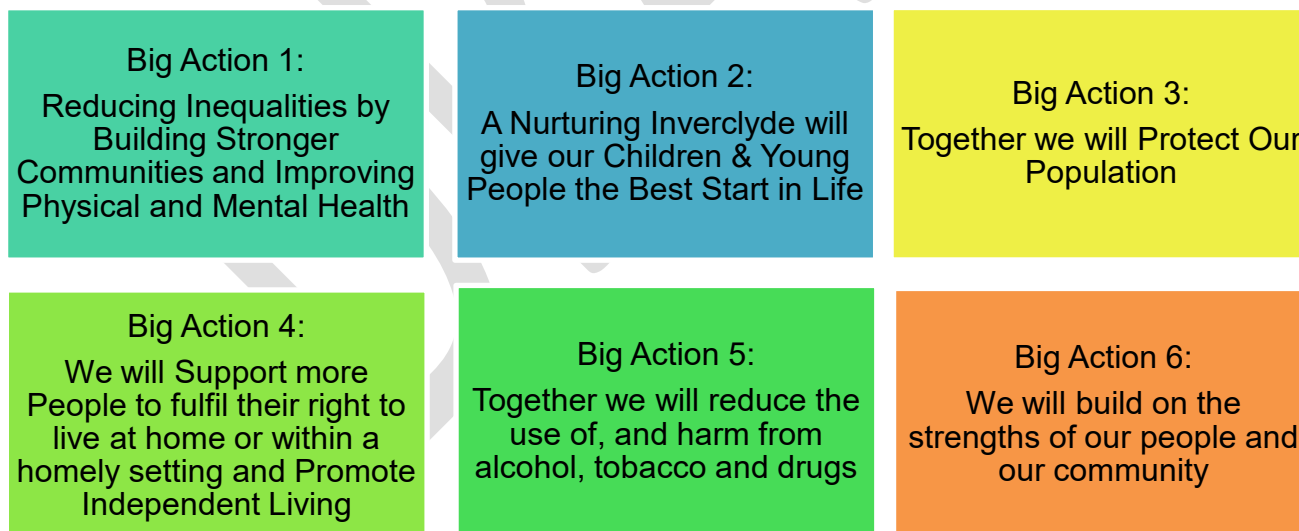 Big Action 1:
Reducing Inequalities by
Building Stronger
Communities and Improving
Physical and Mental Health
Big Action 2:
A Nurturing Inverclyde will
give our Children & Young
People the Best Start in Life
Big Action 3:
Together we will Protect Our
Population
Big Action 4:
We will Support more
People to fulfil their right to
live at home or within a
homely setting and Promote
Independent Living
Big Action 5:
Together we will reduce the
use of, and harm from
alcohol, tobacco and drugs
Big Action 6:
We will build on the
strengths of our people and
our community